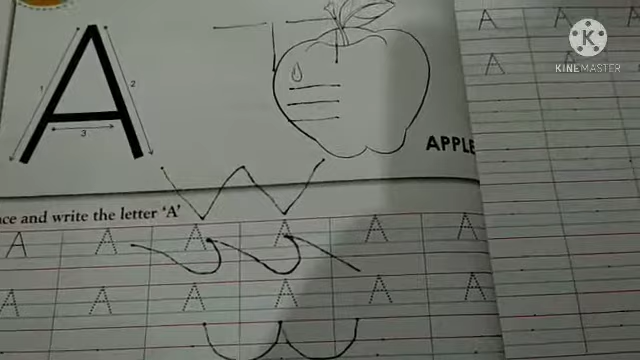 A
1
2
3
APPLE
ace and write the letter 'A'
A A A A A A
A A A A A A
A A
A A
K
KINEMASTER